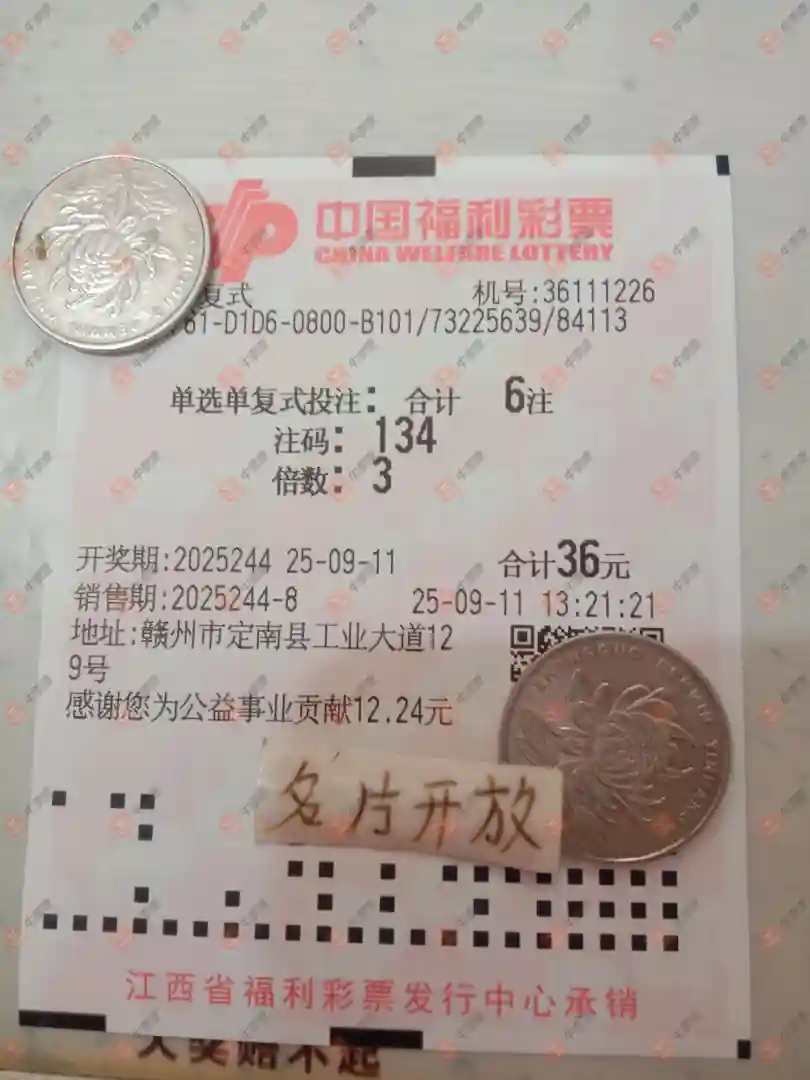 中国福利彩票
CHINA WELFARE LOTTERY
复式 机号:36111226
61-D1D6-0800-B101/73225639/84113
单选单复式投注: 合计 6注
注码: 134
倍数: 3
开奖期:2025244 25-09-11 合计36元
销售期:2025244-8 25-09-11 13:21:21
地址:赣州市定南县工业大道12
9号
感谢您为公益事业贡献12.24元
名片开放
江西省福利彩票发行中心承销